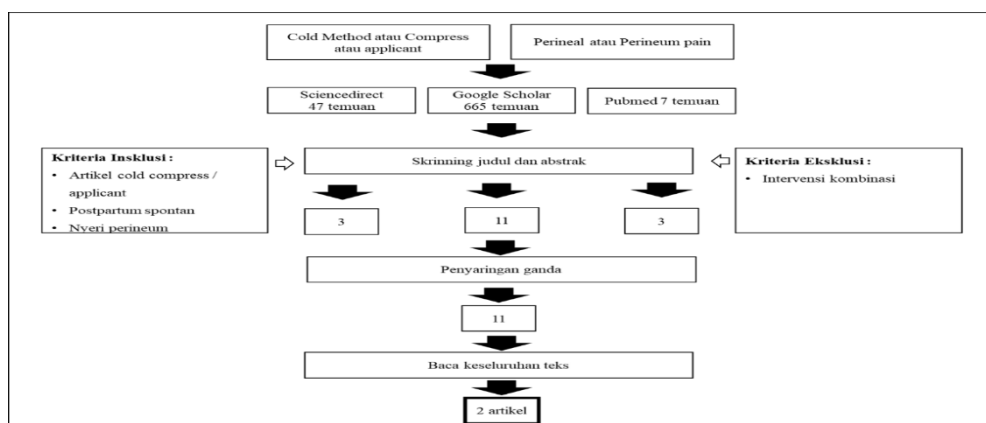 Cold Method atau Compress
atau applicant
Perineal atau Perineum pain
Sciencedirect
47 temuan
Google Scholar
665 temuan
Pubmed 7 temuan
Kriteria Insklusi :
• Artikel cold compress /
applicant
• Postpartum spontan
• Nyeri perineum
Skrinning judul dan abstrak
Kriteria Eksklusi :
• Intervensi kombinasi
3
11
3
Penyaringan ganda
11
Baca keseluruhan teks
2 artikel